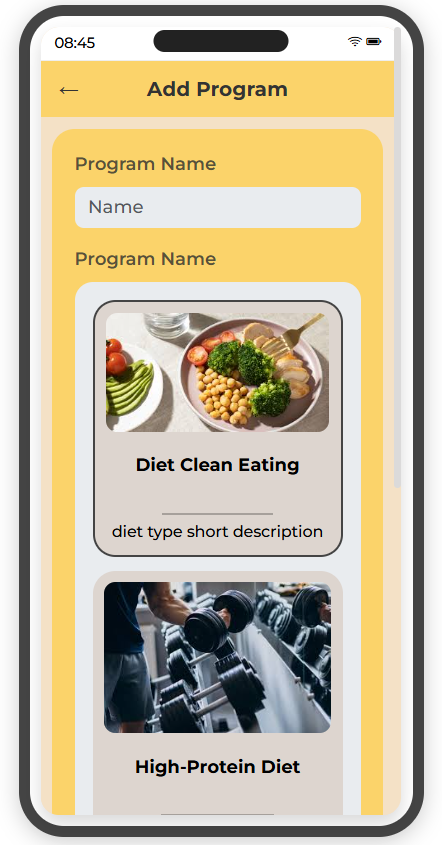 08:45
← Add Program
Program Name
Name
Program Name
Diet Clean Eating
diet type short description
High-Protein Diet